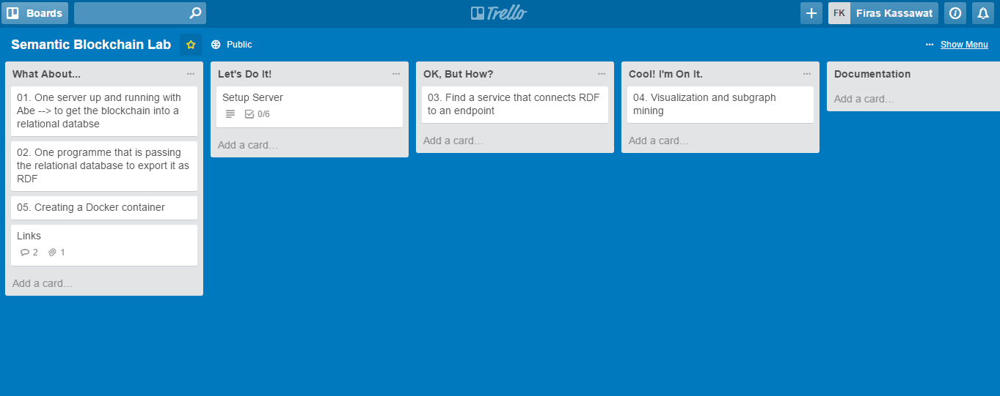 Boards
Trello
FK Firas Kassawat
Semantic Blockchain Lab
Public
Show Menu
What About...
01. One server up and running with
Abe --> to get the blockchain into a
relational databse
02. One programme that is passing
the relational database to export it as
RDF
05. Creating a Docker container
Links
2 1
Add a card…
Let's Do It!
Setup Server
0/6
Add a card…
OK, But How?
03. Find a service that connects RDF
to an endpoint
Add a card…
Cool! I'm On It.
04. Visualization and subgraph
mining
Add a card…
Documentation
Add a card…